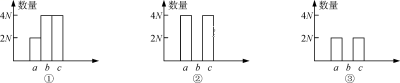 数量 数量 数量
4N 4N 4N
2N 2N 2N
a b c a b c a b c
① ② ③